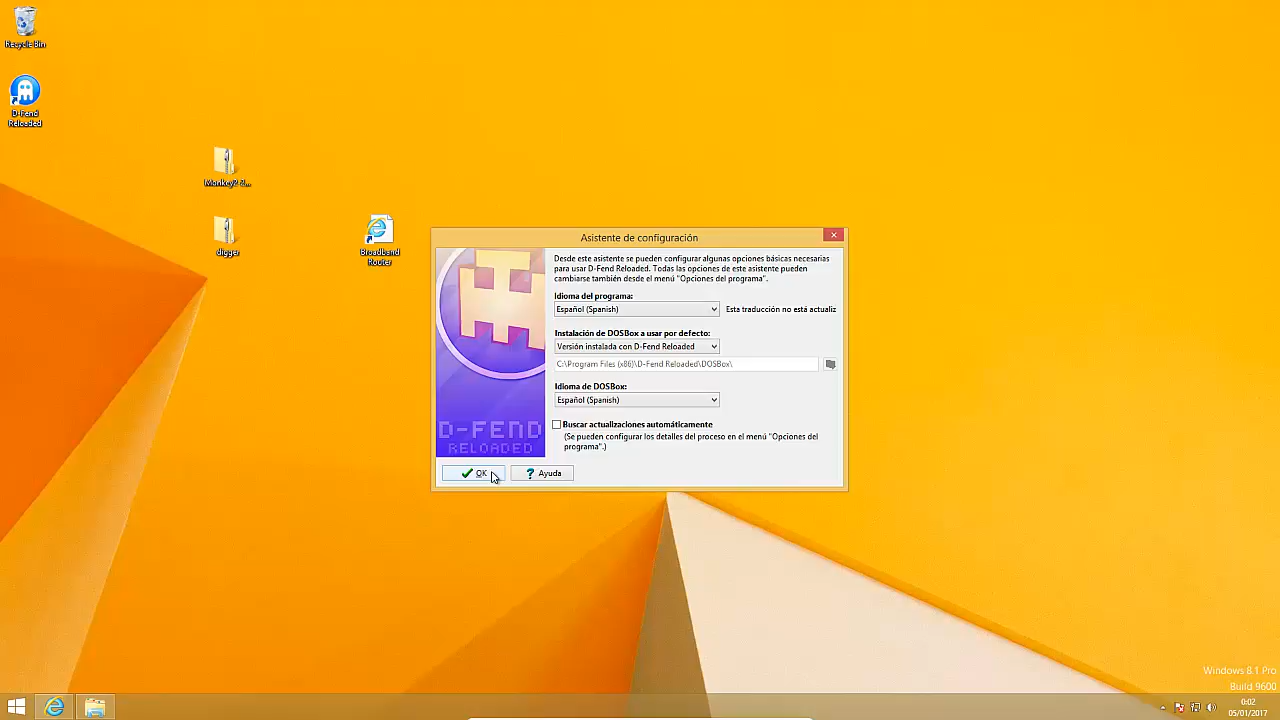 Recycle Bin
D-Fend
Reloaded
Monkey2-2...
digger
Broadband
Router
Asistente de configuración
Desde este asistente se pueden configurar algunas opciones básicas necesarias
para usar D-Fend Reloaded. Todas las opciones de este asistente pueden
cambiarse también desde el menú "Opciones del programa".
Idioma del programa:
Español (Spanish)
Esta traducción no está actualiz
Instalación de DOSBox a usar por defecto:
Versión instalada con D-Fend Reloaded
C:\Program Files (x86)\D-Fend Reloaded\DOSBox\
Idioma de DOSBox:
Español (Spanish)
Buscar actualizaciones automáticamente
(Se pueden configurar los detalles del proceso en el menú "Opciones del
programa".)
D-FEND
RELOADED
OK
? Ayuda
Windows 8.1 Pro
Build 9600
0:02
05/01/2017